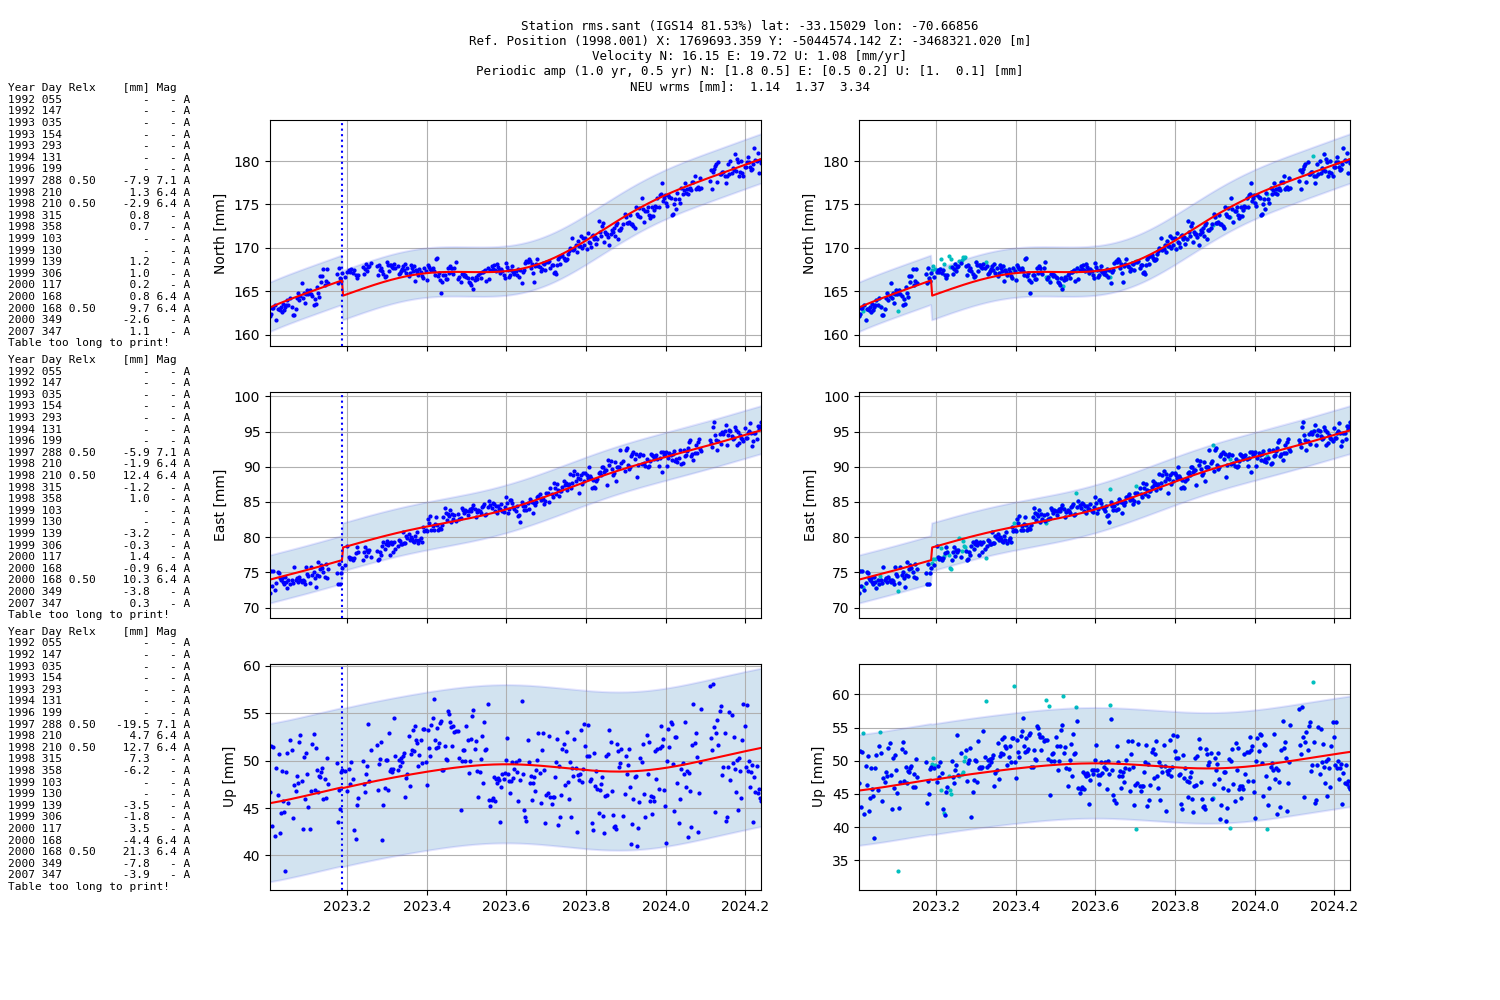 Station rms.sant (IGS14 81.53%) lat: -33.15029 lon: -70.66856
Ref. Position (1998.001) X: 1769693.359 Y: -5044574.142 Z: -3468321.020 [m]
Velocity N: 16.15 E: 19.72 U: 1.08 [mm/yr]
Periodic amp (1.0 yr, 0.5 yr) N: [1.8 0.5] E: [0.5 0.2] U: [1.  0.1] [mm]
NEU wrms [mm]:  1.14  1.37  3.34
Year Day Relx    [mm] Mag
1992 055            -   - A
1992 147            -   - A
1993 035            -   - A
1993 154            -   - A
1993 293            -   - A
1994 131            -   - A
1996 199            -   - A
1997 288 0.50    -7.9 7.1 A
1998 210          1.3 6.4 A
1998 210 0.50    -2.9 6.4 A
1998 315          0.8   - A
1998 358          0.7   - A
1999 103            -   - A
1999 130            -   - A
1999 139          1.2   - A
1999 306          1.0   - A
2000 117          0.2   - A
2000 168          0.8 6.4 A
2000 168 0.50     9.7 6.4 A
2000 349         -2.6   - A
2007 347          1.1   - A
Table too long to print!
North [mm]
180
175
170
165
160
North [mm]
180
175
170
165
160
Year Day Relx    [mm] Mag
1992 055            -   - A
1992 147            -   - A
1993 035            -   - A
1993 154            -   - A
1993 293            -   - A
1994 131            -   - A
1996 199            -   - A
1997 288 0.50    -5.9 7.1 A
1998 210         -1.9 6.4 A
1998 210 0.50    12.4 6.4 A
1998 315         -1.2   - A
1998 358          1.0   - A
1999 103            -   - A
1999 130            -   - A
1999 139         -3.2   - A
1999 306         -0.3   - A
2000 117          1.4   - A
2000 168         -0.9 6.4 A
2000 168 0.50    10.3 6.4 A
2000 349         -3.8   - A
2007 347          0.3   - A
Table too long to print!
East [mm]
100
95
90
85
80
75
70
East [mm]
100
95
90
85
80
75
70
Year Day Relx    [mm] Mag
1992 055            -   - A
1992 147            -   - A
1993 035            -   - A
1993 154            -   - A
1993 293            -   - A
1994 131            -   - A
1996 199            -   - A
1997 288 0.50   -19.5 7.1 A
1998 210          4.7 6.4 A
1998 210 0.50    12.7 6.4 A
1998 315          7.3   - A
1998 358         -6.2   - A
1999 103            -   - A
1999 130            -   - A
1999 139         -3.5   - A
1999 306         -1.8   - A
2000 117          3.5   - A
2000 168         -4.4 6.4 A
2000 168 0.50    21.3 6.4 A
2000 349         -7.8   - A
2007 347         -3.9   - A
Table too long to print!
Up [mm]
60
55
50
45
40
2023.2 2023.4 2023.6 2023.8 2024.0 2024.2
Up [mm]
60
55
50
45
40
35
2023.2 2023.4 2023.6 2023.8 2024.0 2024.2